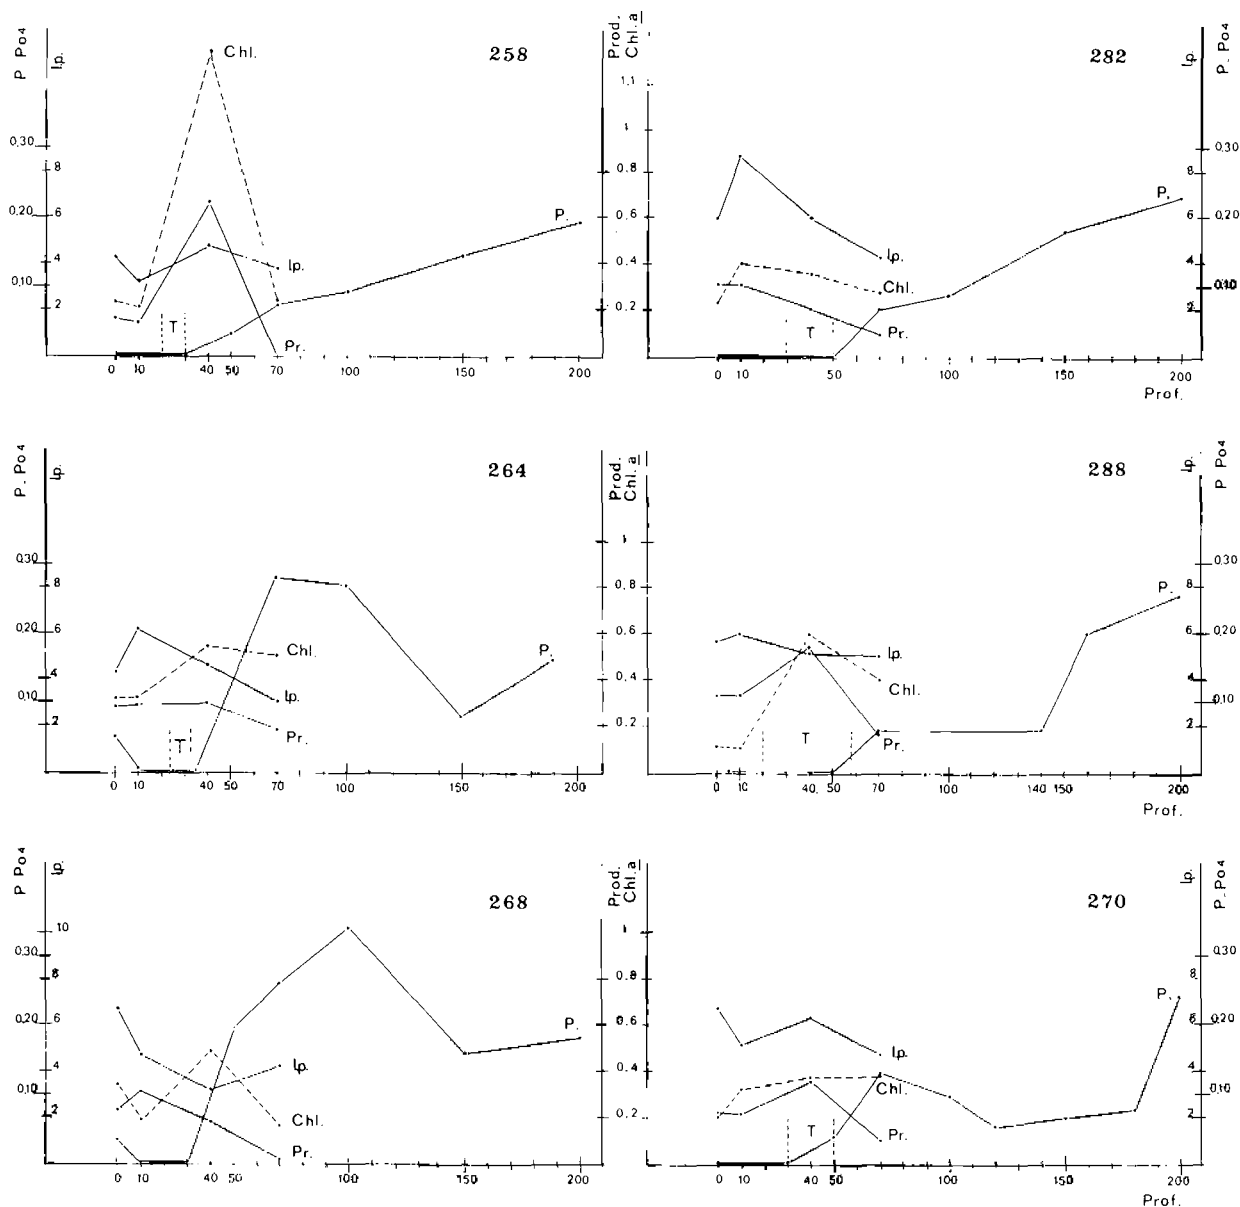 P Po4
Ip.
258
Chl.
0,30
0,20
0,10
8
6
4
2
Ip.
P.
T
Pr.
0 10 40 50 70 100 150 200
Prod.
Chl.a
1,1
1
0.8
0.6
0.4
0.2
282
Ip.
P. Po4
0,30
0,20
0,10
8
6
4
2
Ip.
Chl.
Pr.
P.
T
0 10 50 70 100 150 200
Prof.
P. Po4
Ip.
264
0,30
0,20
0,10
8
6
4
2
Chl.
Ip.
Pr.
P.
T
0 10 40 50 70 100 150 200
Prod.
Chl.a
1
0.8
0.6
0.4
0.2
288
Ip.
P Po4
0,30
0,20
0,10
8
6
4
2
Ip.
Chl.
Pr.
P.
T
0 10 40. 50 70 100 140 150 200
Prof.
P Po4
Ip.
268
10
0,30
0,20
0,10
8
6
4
2
Ip.
Chl.
Pr.
P.
0 10 40 50 100 150 200
Prod.
Chl.a
1
0.8
0.6
0.4
0.2
270
Ip.
P. Po4
0,30
0,20
0,10
8
6
4
2
Ip.
Chl.
Pr.
P.
T
0 10 40 50 70 100 150 200
Prof.